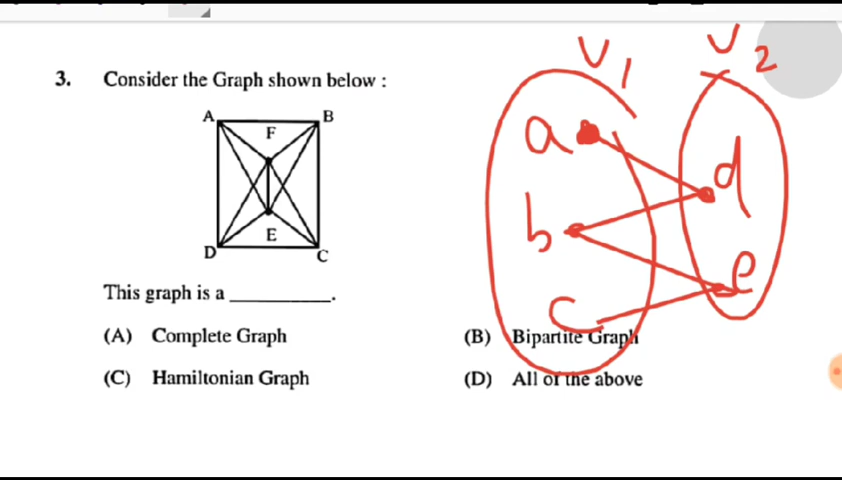 3. Consider the Graph shown below :
A
B
F
E
D
C
This graph is a __________.
(A) Complete Graph
(B) Bipartite Graph
(C) Hamiltonian Graph
(D) All of the above
V1
V2
a
b
c
d
e